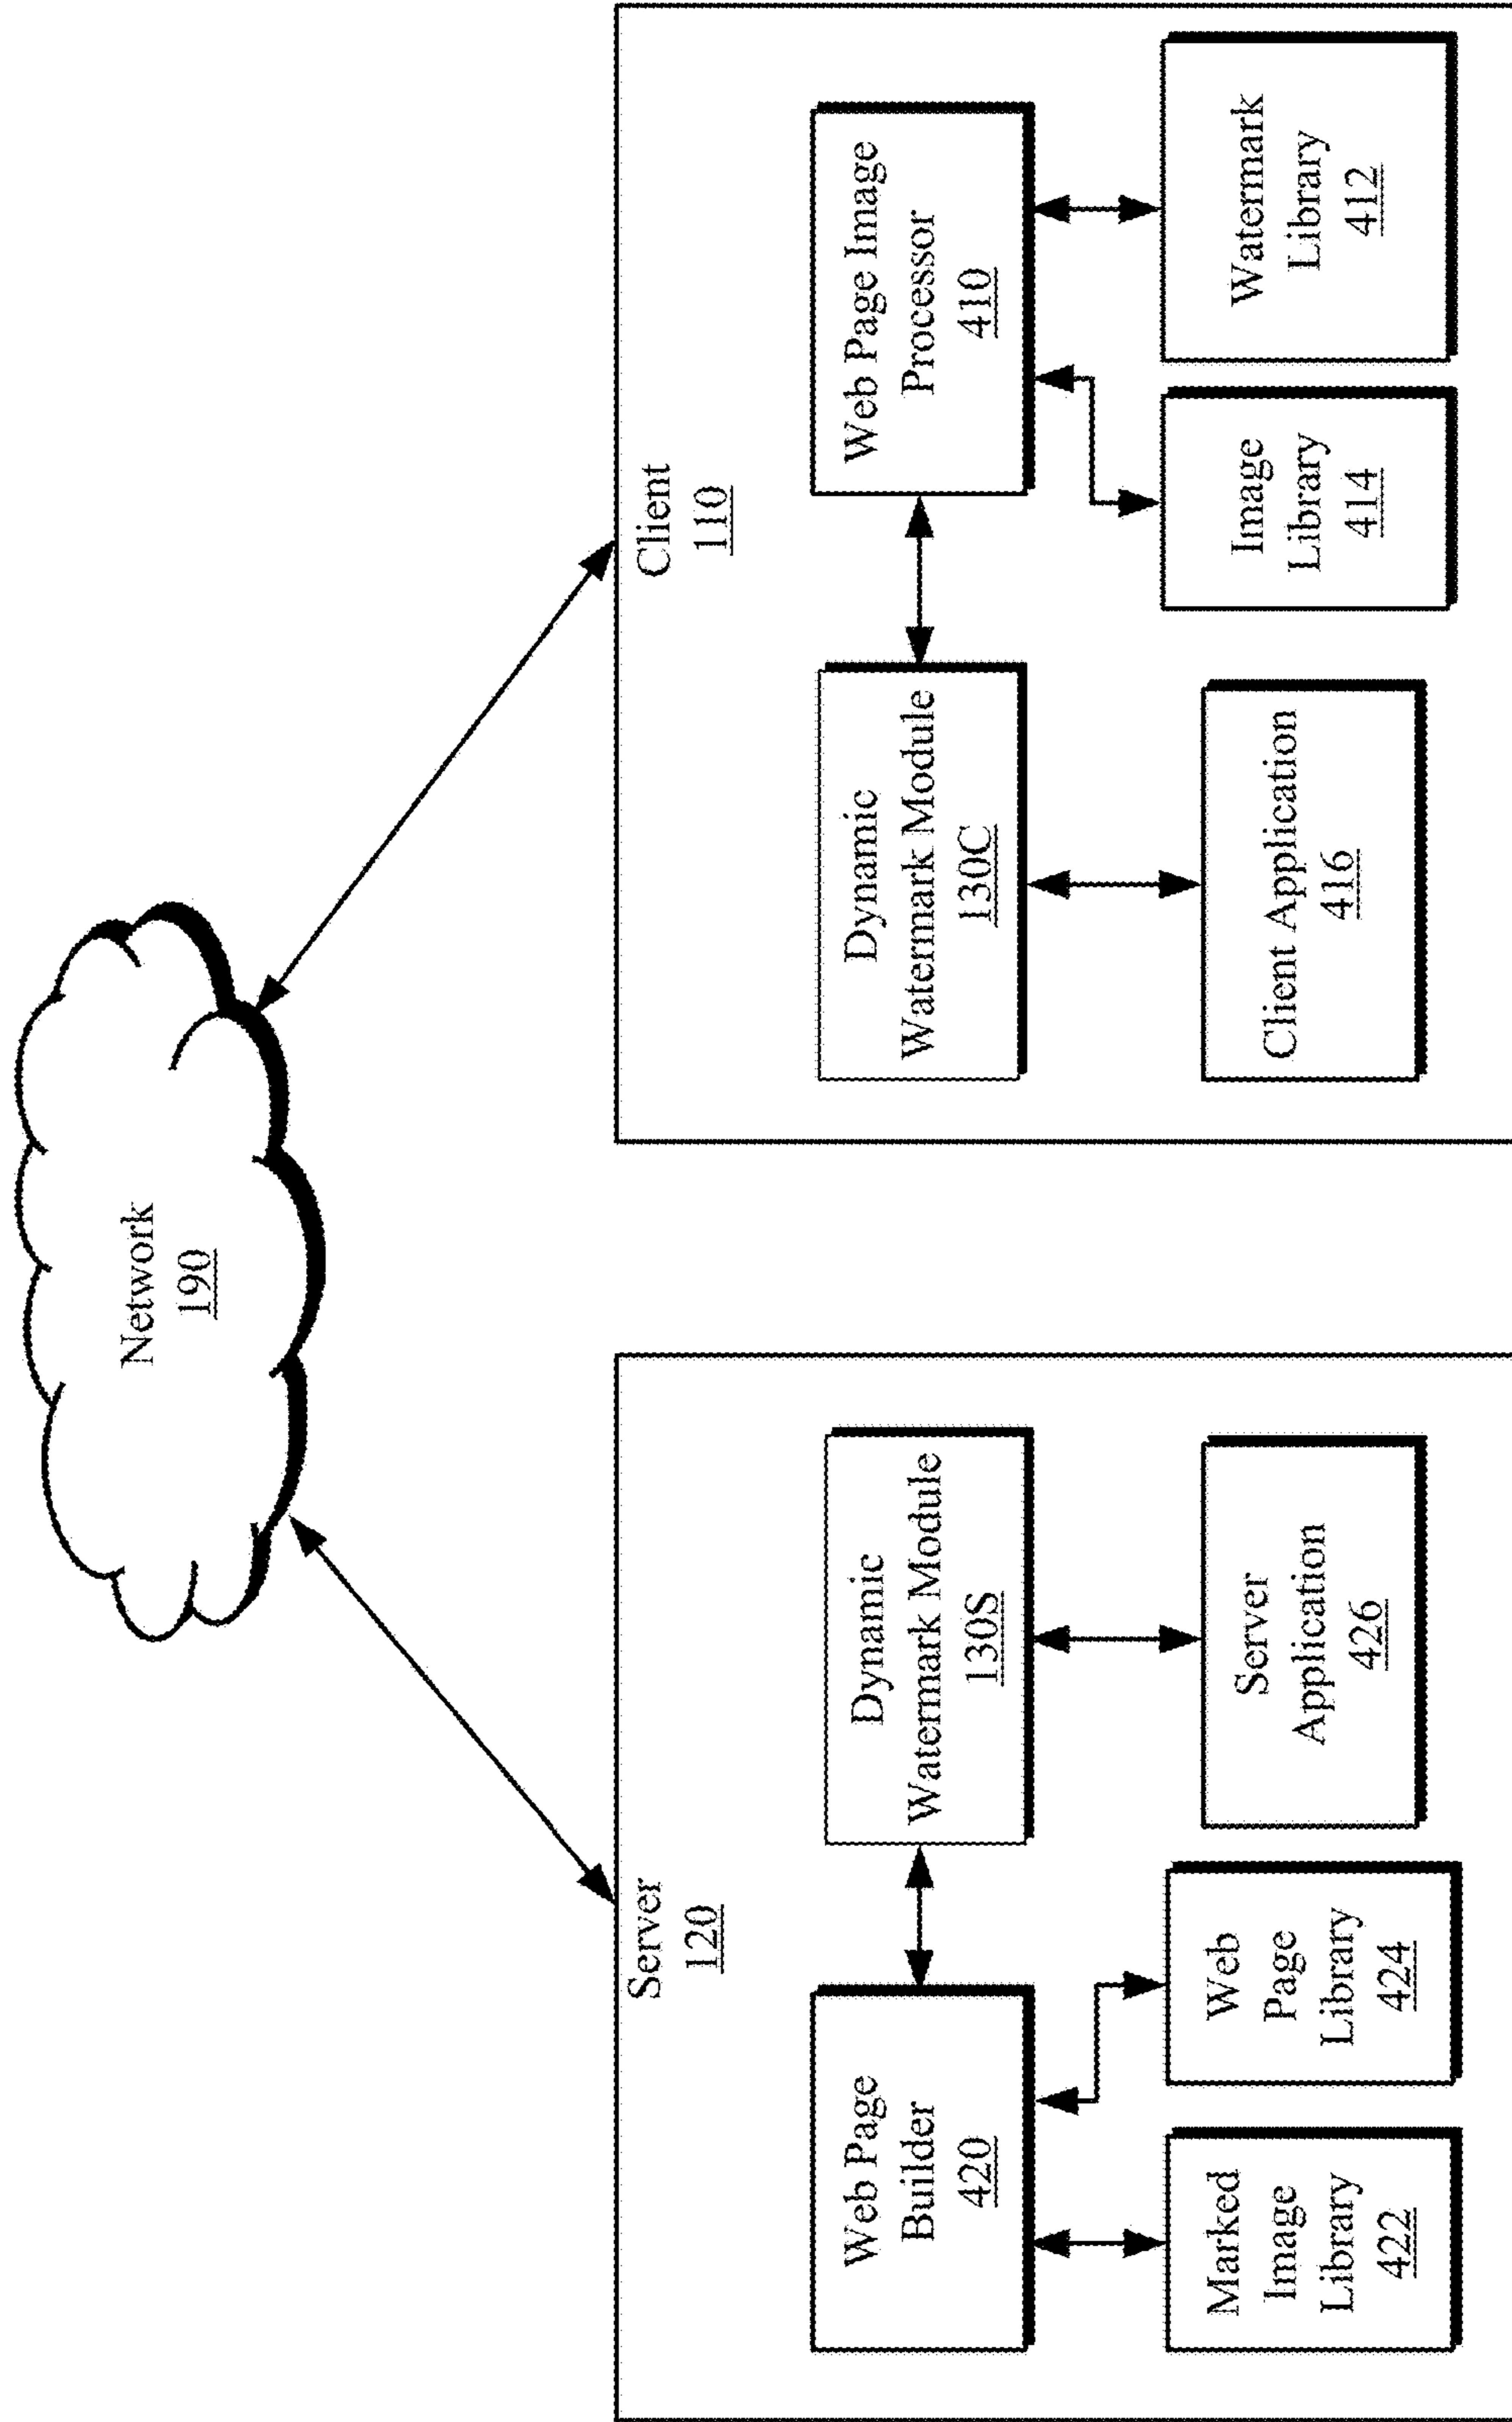 Network
190
Server
120
Client
110
Web Page
Builder
420
Dynamic
Watermark Module
130S
Marked
Image
Library
422
Web
Page
Library
424
Server
Application
426
Dynamic
Watermark Module
130C
Web Page Image
Processor
410
Client Application
416
Image
Library
414
Watermark
Library
412